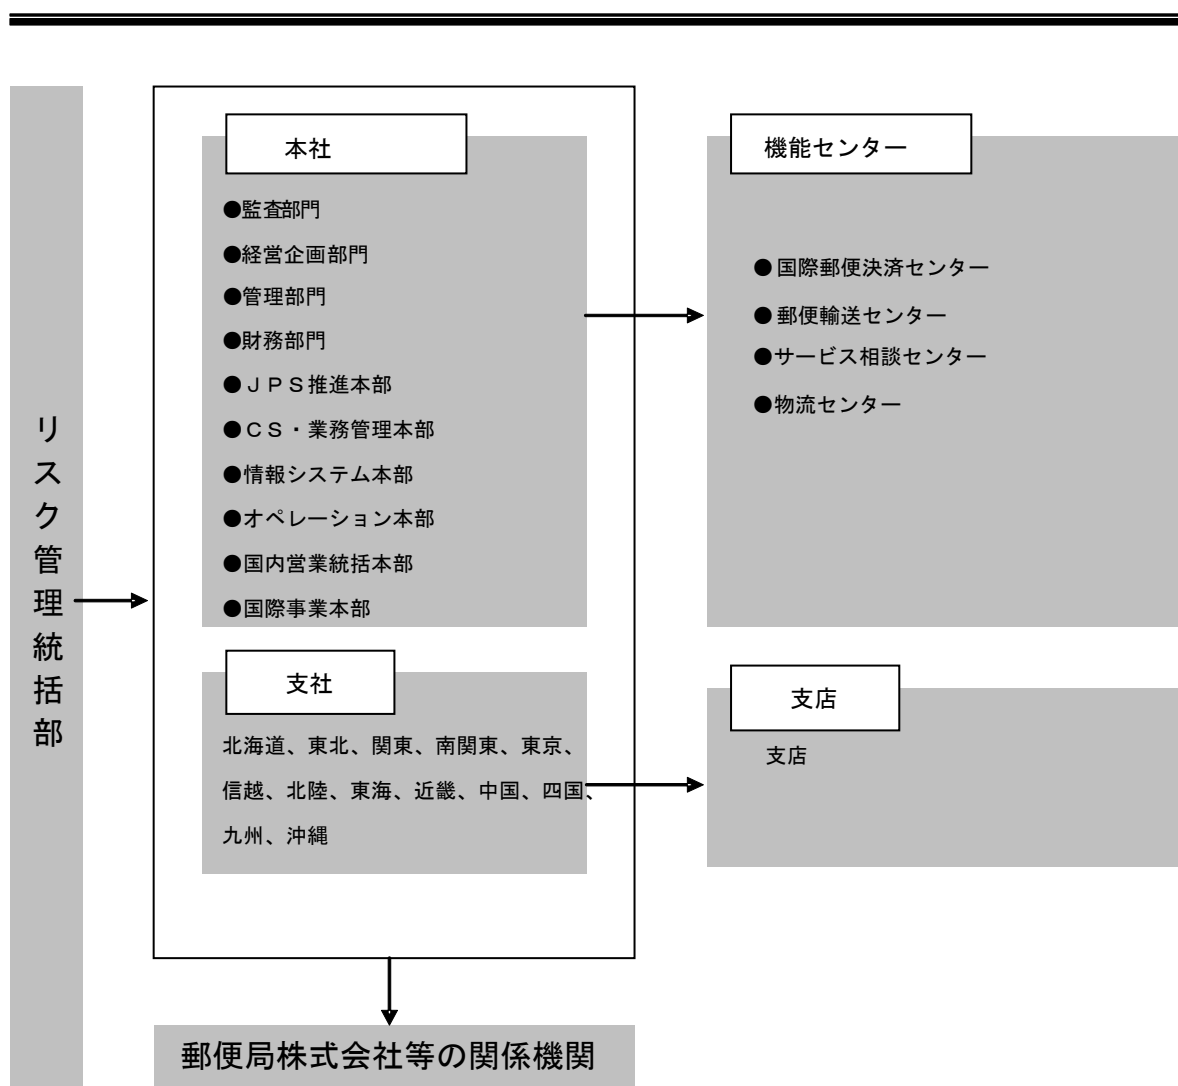 リスク管理統括部
本社
●監査部門
●経営企画部門
●管理部門
●財務部門
●ＪＰＳ推進本部
●ＣＳ・業務管理本部
●情報システム本部
●オペレーション本部
●国内営業統括本部
●国際事業本部
支社
北海道、東北、関東、南関東、東京、
信越、北陸、東海、近畿、中国、四国、
九州、沖縄
機能センター
●国際郵便決済センター
●郵便輸送センター
●サービス相談センター
●物流センター
支店
支店
郵便局株式会社等の関係機関